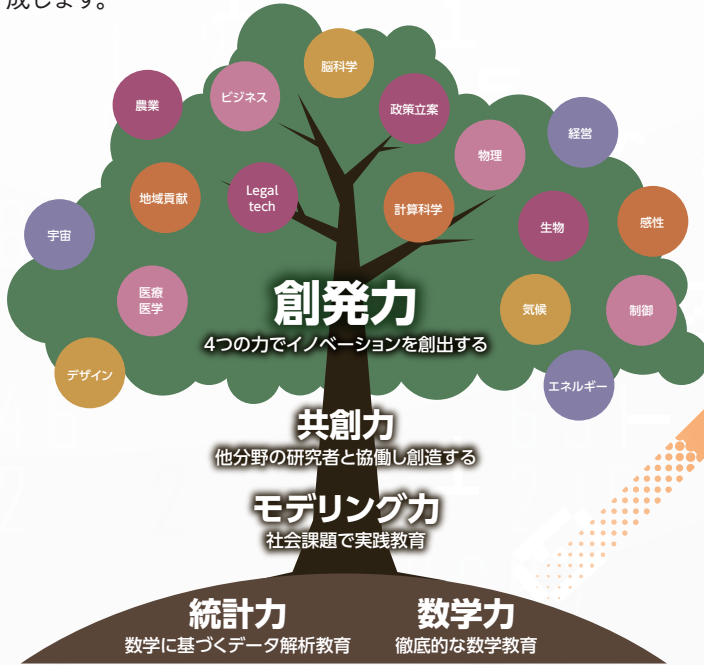 成します。
脳科学
ビジネス
農業
政策立案
経営
物理
地域貢献
Legal
tech
計算科学
生物
感性
宇宙
医療
医学
気候
制御
デザイン
エネルギー
創発力
4つの力でイノベーションを創出する
共創力
他分野の研究者と協働し創造する
モデリング力
社会課題で実践教育
統計力
数学に基づくデータ解析教育
数学力
徹底的な数学教育